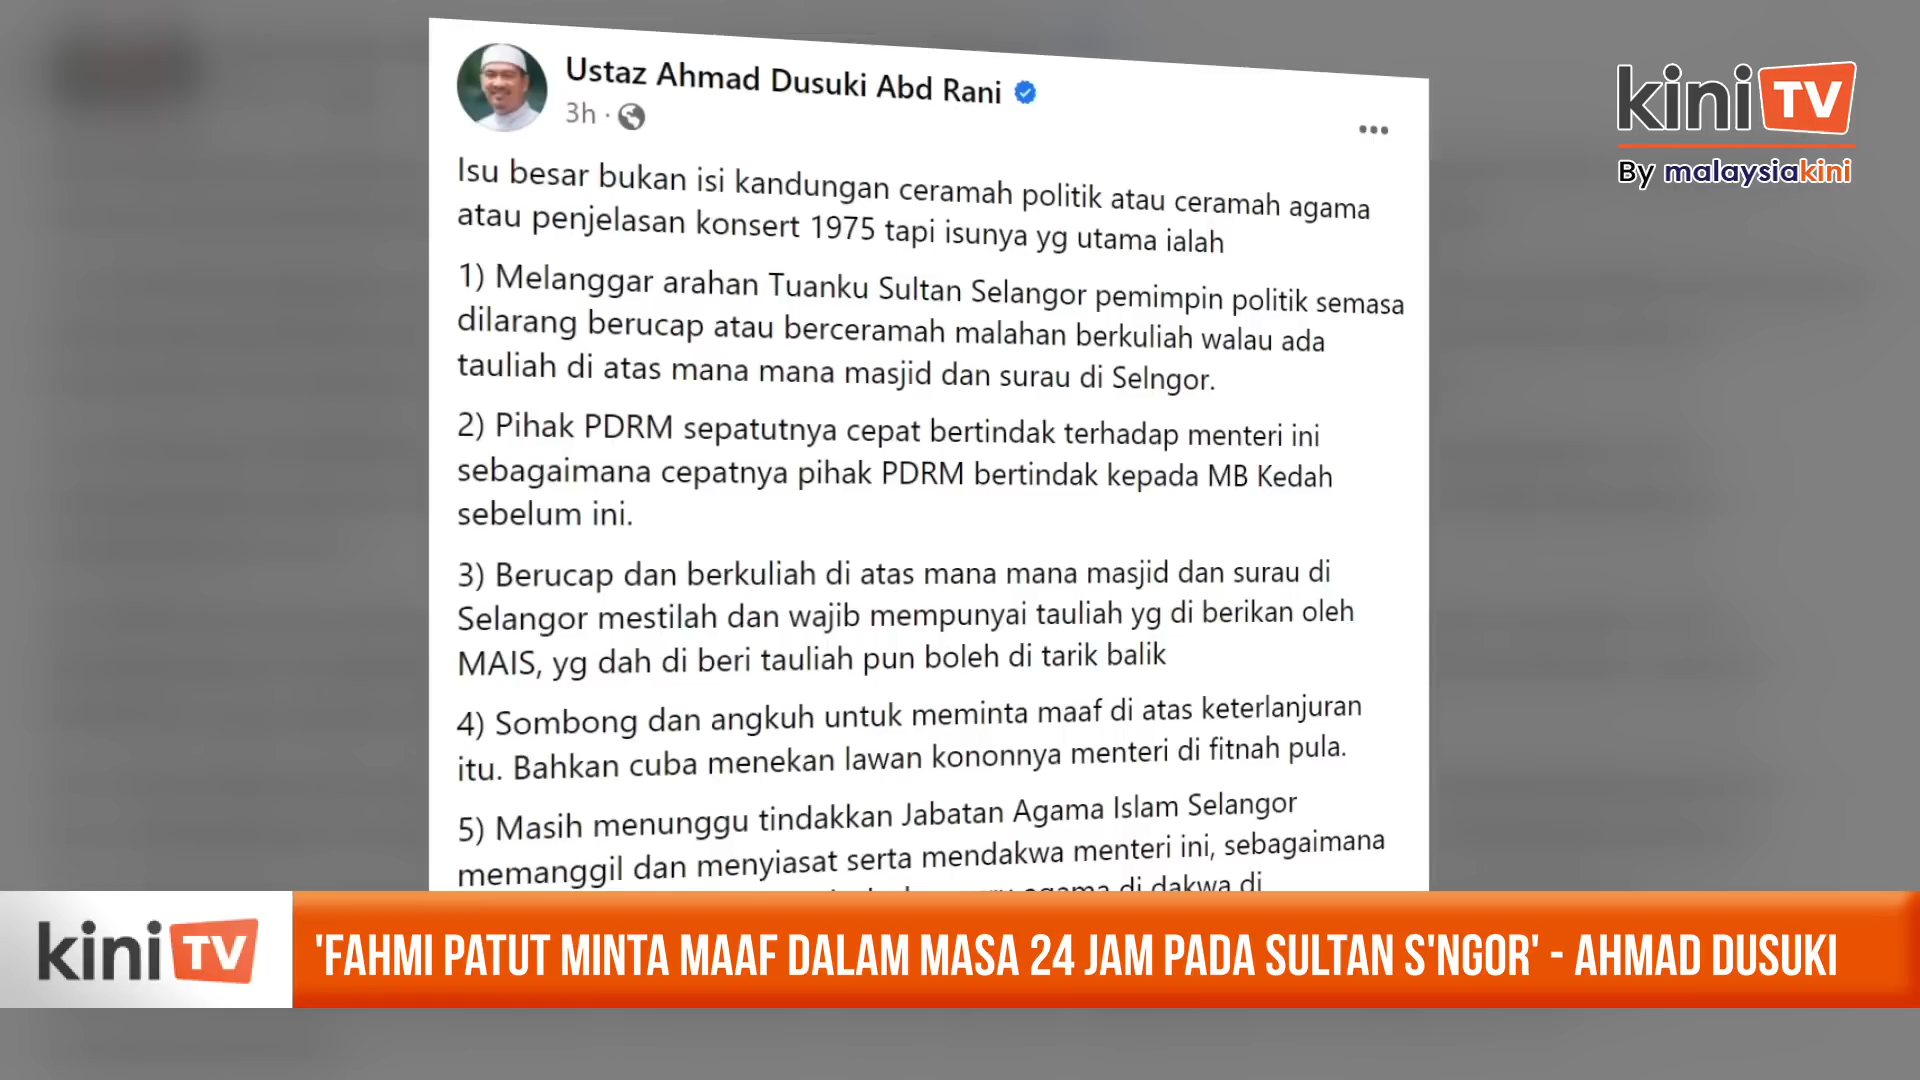 Ustaz Ahmad Dusuki Abd Rani
3h ·
kini TV
By malaysiakini
Isu besar bukan isi kandungan ceramah politik atau ceramah agama
atau penjelasan konsert 1975 tapi isunya yg utama ialah
1) Melanggar arahan Tuanku Sultan Selangor pemimpin politik semasa
dilarang berucap atau berceramah malahan berkuliah walau ada
tauliah di atas mana mana masjid dan surau di Selngor.
2) Pihak PDRM sepatutnya cepat bertindak terhadap menteri ini
sebagaimana cepatnya pihak PDRM bertindak kepada MB Kedah
sebelum ini.
3) Berucap dan berkuliah di atas mana mana masjid dan surau di
Selangor mestilah dan wajib mempunyai tauliah yg di berikan oleh
MAIS, yg dah di beri tauliah pun boleh di tarik balik
4) Sombong dan angkuh untuk meminta maaf di atas keterlanjuran
itu. Bahkan cuba menekan lawan kononnya menteri di fitnah pula.
5) Masih menunggu tindakkan Jabatan Agama Islam Selangor
memanggil dan menyiasat serta mendakwa menteri ini, sebagaimana
agama di dakwa di
kini TV
'FAHMI PATUT MINTA MAAF DALAM MASA 24 JAM PADA SULTAN S'NGOR' - AHMAD DUSUKI